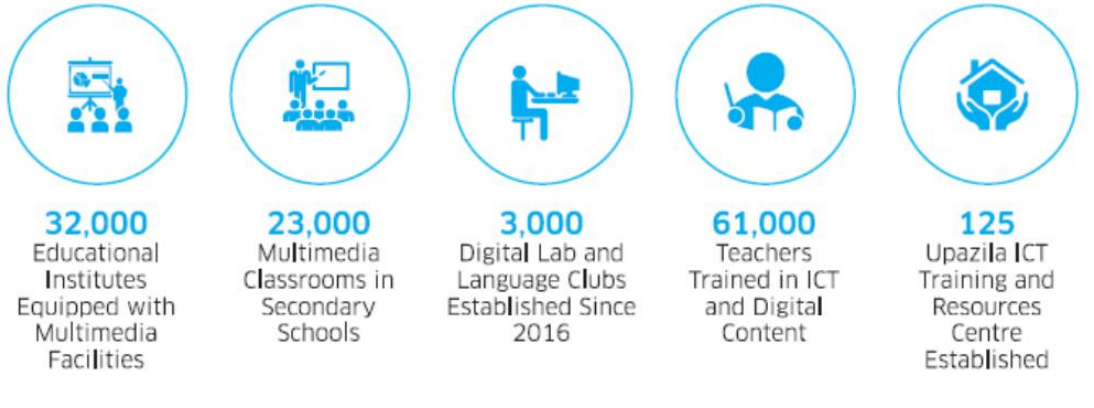 32,000
Educational
Institutes
Equipped with
Multimedia
Facilities
23,000
Multimedia
Classrooms in
Secondary
Schools
3,000
Digital Lab and
Language Clubs
Established Since
2016
61,000
Teachers
Trained in ICT
and Digital
Content
125
Upazila ICT
Training and
Resources
Centre
Established